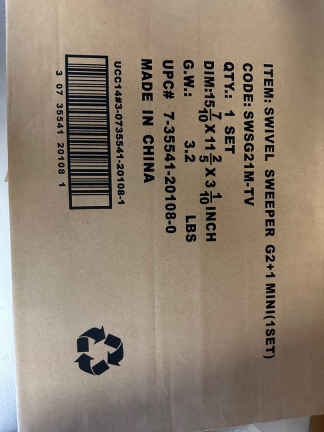 ITEM: SWIVEL SWEEPER G2+1 MINI(1SET)
CODE: SWSG21M-TV
QTY.: 1 SET
DIM:15 7/10 X 11 2/5 X 3 1/10 INCH
G.W.: 3.2 LBS
UPC# 7-35541-20108-0
MADE IN CHINA
UCC14#3-0735541-20108-1
3 07 35541 20108 1